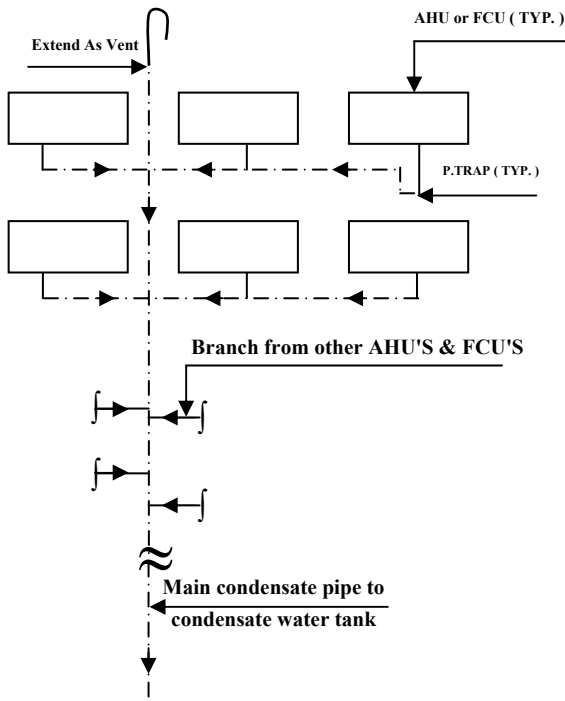 AHU or FCU ( TYP. )
Extend As Vent
P.TRAP ( TYP. )
Branch from other AHU'S & FCU'S
Main condensate pipe to
condensate water tank